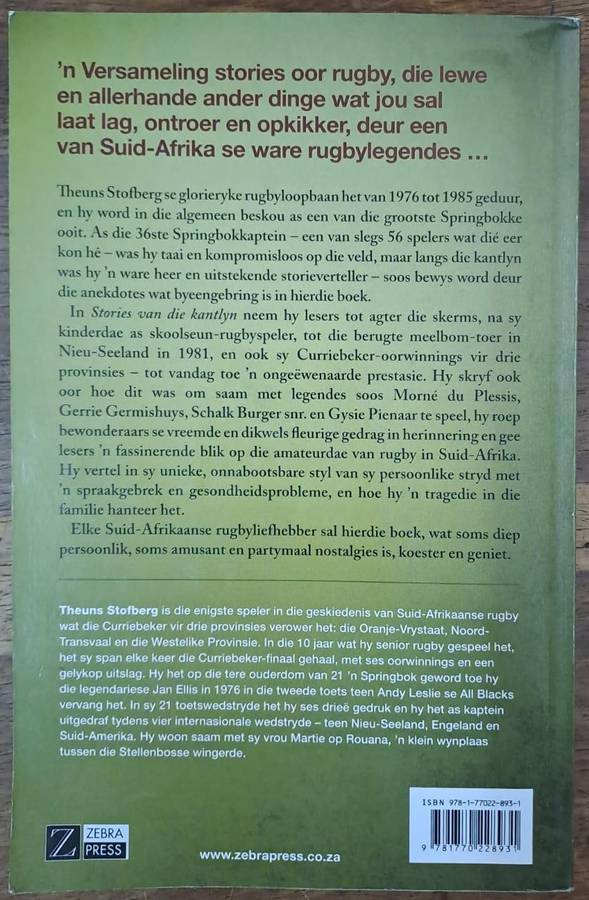 'n Versameling stories oor rugby, die lewe
en allerhande ander dinge wat jou sal
laat lag, ontroer en opkikker, deur een
van Suid-Afrika se ware rugbylegendes ...
Theuns Stofberg se glorieryke rugbyloopbaan het van 1976 tot 1985 geduur,
en hy word in die algemeen beskou as een van die grootste Springbokke
ooit. As die 36ste Springbokkaptein – een van slegs 56 spelers wat dié eer
kon hê – was hy taai en kompromisloos op die veld, maar langs die kantlyn
was hy 'n ware heer en uitstekende storieverteller – soos bewys word deur
die anekdotes wat byeengebring is in hierdie boek.
In Stories van die kantlyn neem hy lesers tot agter die skerms, na sy
kinderdae as skoolseun-rugbyspeler, tot die berugte meelbom-toer in
Nieu-Seeland in 1981, en ook sy Curriebeker-oorwinnings vir drie
provinsies – tot vandag toe 'n ongeëwenaarde prestasie. Hy skryf ook
oor hoe dit was om saam met legendes soos Morné du Plessis,
Gerrie Germishuys, Schalk Burger snr. en Gysie Pienaar te speel, hy roep
bewonderaars se vreemde en dikwels fleurige gedrag in herinnering en gee
lesers 'n fassinerende blik op die amateurdae van rugby in Suid-Afrika.
Hy vertel in sy unieke, onnabootsbare styl van sy persoonlike stryd met
'n spraakgebrek en gesondheidsprobleme, en hoe hy 'n tragedie in die
familie hanteer het.
Elke Suid-Afrikaanse rugbyliefhebber sal hierdie boek, wat soms diep
persoonlik, soms amusant en partymaal nostalgies is, koester en geniet.
Theuns Stofberg is die enigste speler in die geskiedenis van Suid-Afrikaanse rugby
wat die Curriebeker vir drie provinsies verower het: die Oranje-Vrystaat, Noord-
Transvaal en die Westelike Provinsie. In die 10 jaar wat hy senior rugby gespeel het,
het sy span elke keer die Curriebeker-finaal gehaal, met ses oorwinnings en een
gelykop uitslag. Hy het op die tere ouderdom van 21 'n Springbok geword toe hy
die legendariese Jan Ellis in 1976 in die tweede toets teen Andy Leslie se All Blacks
vervang het. In sy 21 toetswedstryde het hy ses drieë gedruk en hy het as kaptein
uitgedraf tydens vier internasionale wedstryde – teen Nieu-Seeland, Engeland en
Suid-Amerika. Hy woon saam met sy vrou Martie op Rouana, 'n klein wynplaas
tussen die Stellenbosse wingerde.
ISBN 978-1-77022-893-1
9 781770 228931
Z ZEBRA
PRESS
www.zebrapress.co.za